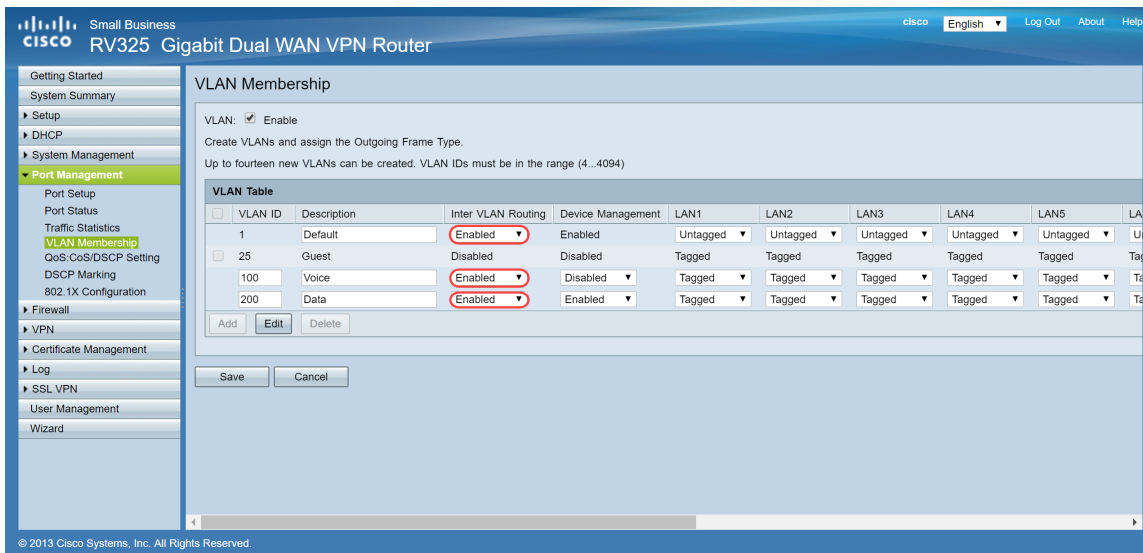 Small Business
cisco English Log Out About Help
CISCO RV325 Gigabit Dual WAN VPN Router
Getting Started
System Summary
Setup
DHCP
System Management
Port Management
Port Setup
Port Status
Traffic Statistics
VLAN Membership
QoS:CoS/DSCP Setting
DSCP Marking
802.1X Configuration
Firewall
VPN
Certificate Management
Log
SSL VPN
User Management
Wizard
VLAN Membership
VLAN: Enable
Create VLANs and assign the Outgoing Frame Type.
Up to fourteen new VLANs can be created. VLAN IDs must be in the range (4...4094)
VLAN Table
VLAN ID Description Inter VLAN Routing Device Management LAN1 LAN2 LAN3 LAN4 LAN5 LA
1 Default Enabled Enabled Untagged Untagged Untagged Untagged Untagged
25 Guest Disabled Disabled Tagged Tagged Tagged Tagged Tagged
100 Voice Enabled Disabled Tagged Tagged Tagged Tagged Tagged
200 Data Enabled Enabled Tagged Tagged Tagged Tagged Tagged
Add Edit Delete
Save Cancel
© 2013 Cisco Systems, Inc. All Rights Reserved.